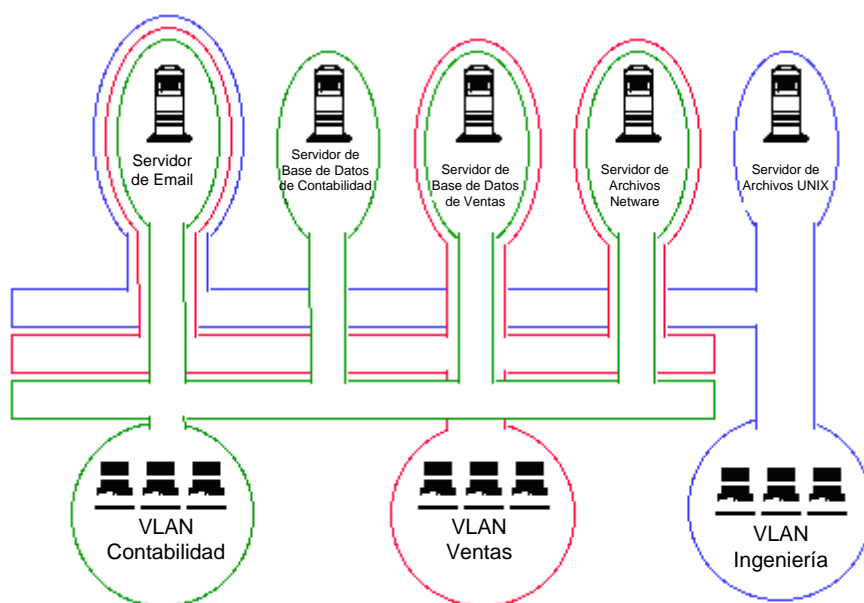 Servidor
de Email
Servidor de
Base de Datos
de Contabilidad
Servidor de
Base de Datos
de Ventas
Servidor de
Archivos
Netware
Servidor de
Archivos UNIX
VLAN
Contabilidad
VLAN
Ventas
VLAN
Ingeniería